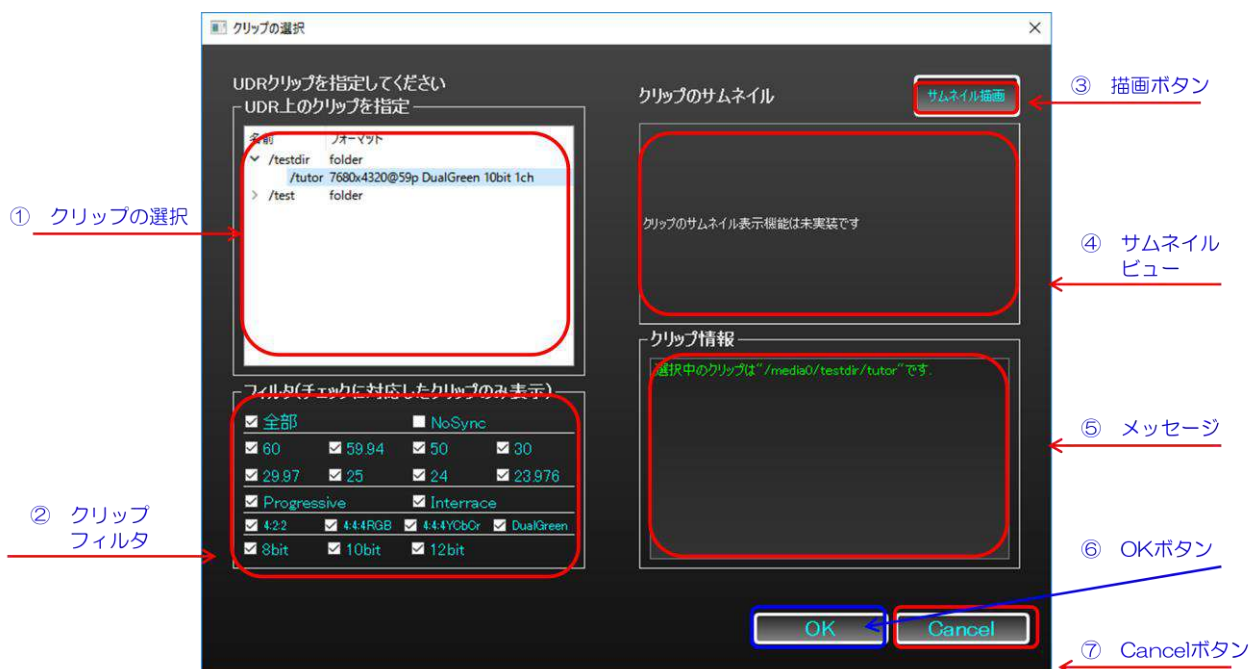 クリップの選択
UDRクリップを指定してください
UDR上のクリップを指定
名前 フォーマット
/testdir folder
/tutor 7680x4320@59p DualGreen 10bit 1ch
/test folder
フィルタ(チェックに対応したクリップのみ表示)
全部 NoSync
60 59.94 50 30
29.97 25 24 23.976
Progressive Interrace
4:2:2 4:4:4RGB 4:4:4YCbCr DualGreen
8bit 10bit 12bit
クリップのサムネイル
サムネイル描画
クリップのサムネイル表示機能は未実装です
クリップ情報
選択中のクリップは"/media0/testdir/tutor"です.
OK Cancel
① クリップの選択
② クリップ
フィルタ
③ 描画ボタン
④ サムネイル
ビュー
⑤ メッセージ
⑥ OKボタン
⑦ Cancelボタン